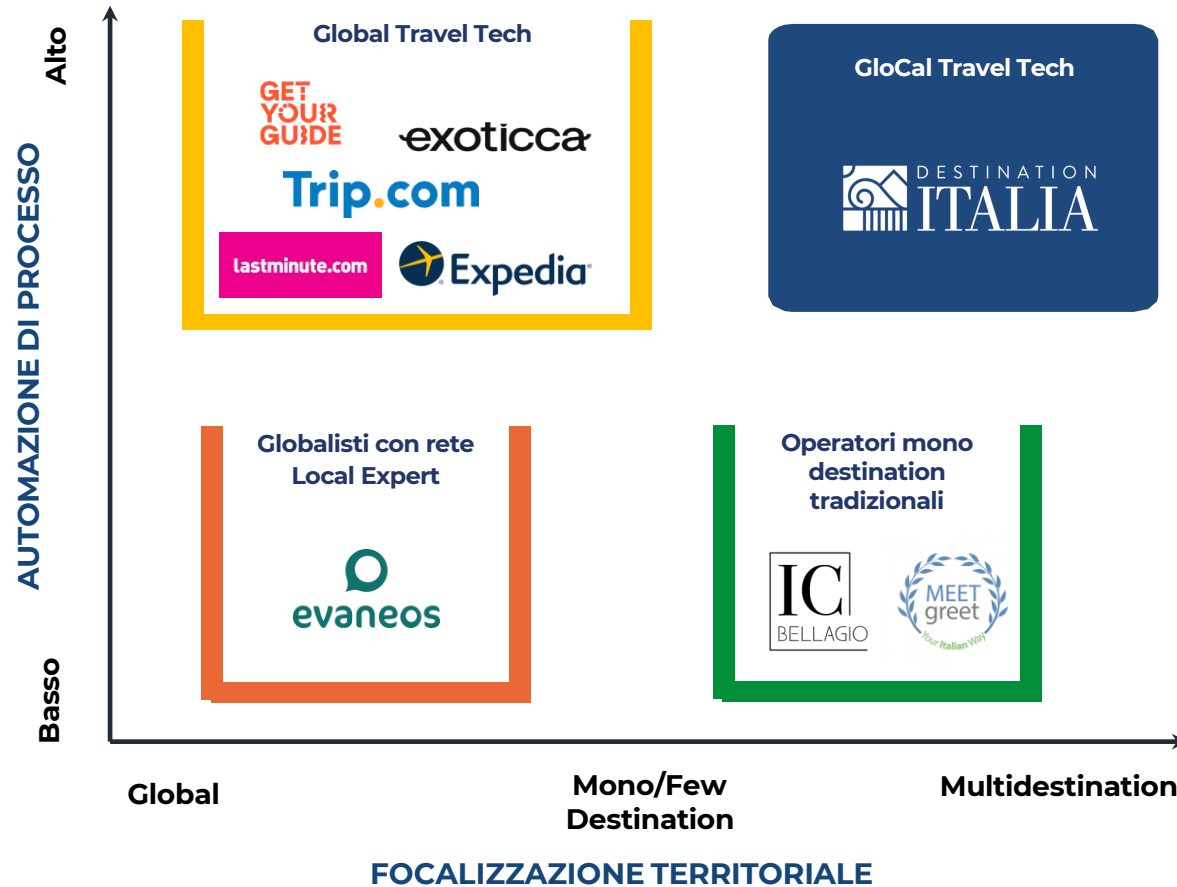 Alto
AUTOMAZIONE DI PROCESSO
Basso
Global Travel Tech
GET
YOUR
GUIDE
exoticca
Trip.com
lastminute.com
Expedia
GloCal Travel Tech
DESTINATION
ITALIA
Globalisti con rete
Local Expert
evaneos
Operatori mono
destination
tradizionali
IC
BELLAGIO
MEET
greet
Your Italian Way
Global
Mono/Few
Destination
Multidestination
FOCALIZZAZIONE TERRITORIALE